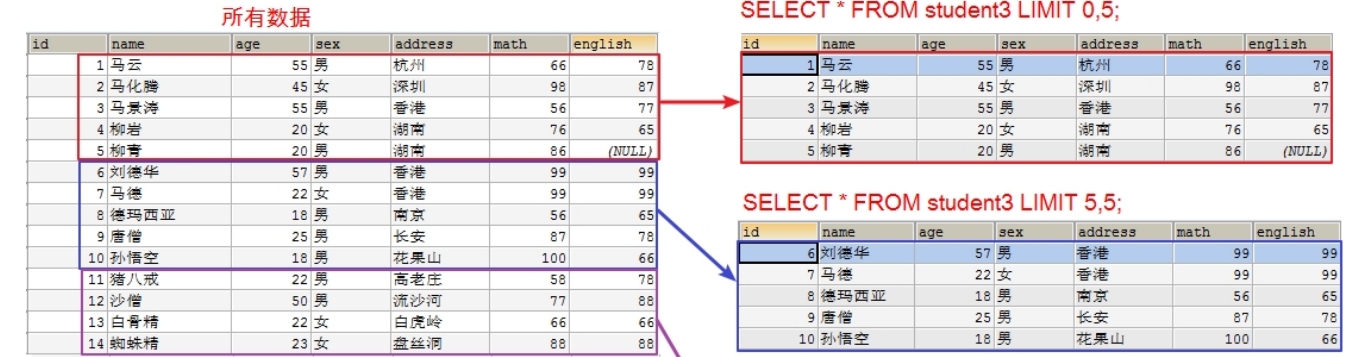 所有数据
id name age sex address math english
1 马云 55 男 杭州 66 78
2 马化腾 45 女 深圳 98 87
3 马景涛 55 男 香港 56 77
4 柳岩 20 女 湖南 76 65
5 柳青 20 男 湖南 86 (NULL)
6 刘德华 57 男 香港 99 99
7 马德 22 女 香港 99 99
8 德玛西亚 18 男 南京 56 65
9 唐僧 25 男 长安 87 78
10 孙悟空 18 男 花果山 100 66
11 猪八戒 22 男 高老庄 58 78
12 沙僧 50 男 流沙河 77 88
13 白骨精 22 女 白虎岭 66 66
14 蜘蛛精 23 女 盘丝洞 88 88
SELECT * FROM student3 LIMIT 0,5;
id name age sex address math english
1 马云 55 男 杭州 66 78
2 马化腾 45 女 深圳 98 87
3 马景涛 55 男 香港 56 77
4 柳岩 20 女 湖南 76 65
5 柳青 20 男 湖南 86 (NULL)
SELECT * FROM student3 LIMIT 5,5;
id name age sex address math english
6 刘德华 57 男 香港 99 99
7 马德 22 女 香港 99 99
8 德玛西亚 18 男 南京 56 65
9 唐僧 25 男 长安 87 78
10 孙悟空 18 男 花果山 100 66